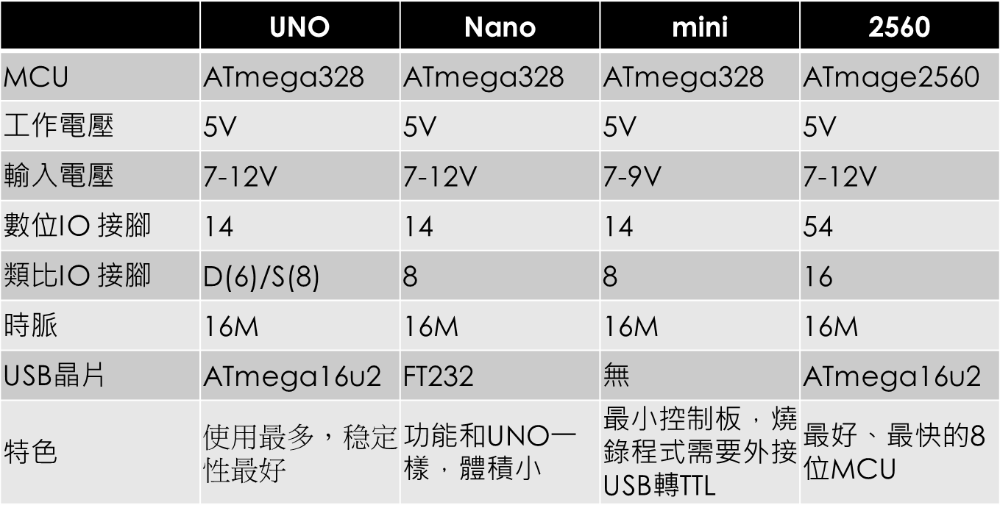 UNO Nano mini 2560
MCU ATmega328 ATmega328 ATmega328 ATmage2560
工作電壓 5V 5V 5V 5V
輸入電壓 7-12V 7-12V 7-9V 7-12V
數位IO 接腳 14 14 14 54
類比IO 接腳 D(6)/S(8) 8 8 16
時脈 16M 16M 16M 16M
USB晶片 ATmega16u2 FT232 無 ATmega16u2
特色
使用最多，稳定
性最好
功能和UNO一
樣，體積小
最小控制板，燒
錄程式需要外接
USB轉TTL
最好、最快的8
位MCU